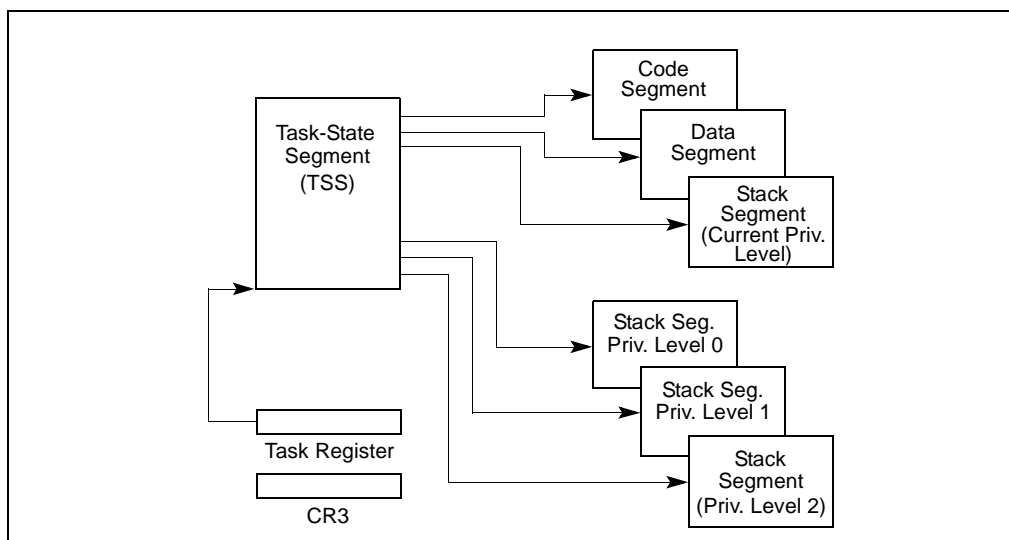 Code
Segment
Task-State
Segment
(TSS)
Data
Segment
Stack
Segment
(Current Priv.
Level)
Stack Seg.
Priv. Level 0
Stack Seg.
Priv. Level 1
Task Register
Stack
Segment
(Priv. Level 2)
CR3